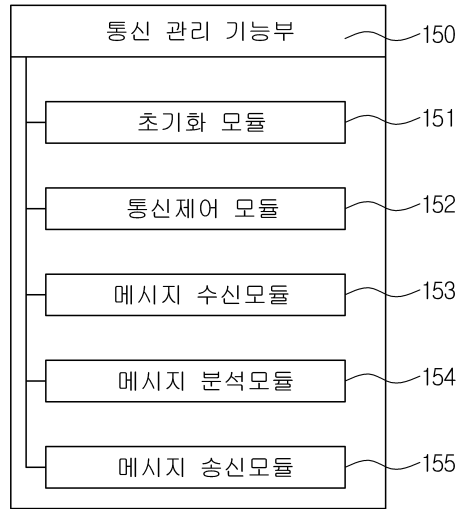 통신 관리 기능부 150
초기화 모듈 151
통신제어 모듈 152
메시지 수신모듈 153
메시지 분석모듈 154
메시지 송신모듈 155